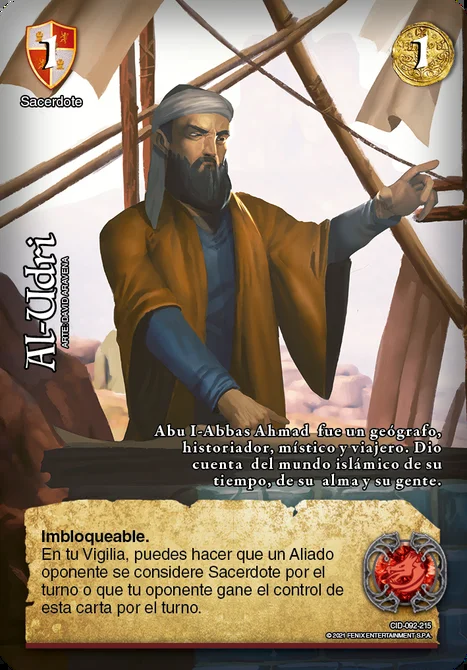 1
1
Sacerdote
Al-Udri
ARTE: DAVID ARAVENA
Abu I-Abbas Ahmad fue un geógrafo,
historiador, místico y viajero. Dio
cuenta del mundo islámico de su
tiempo, de su alma y su gente.
Imbloqueable.
En tu Vigilia, puedes hacer que un Aliado
oponente se considere Sacerdote por el
turno o que tu oponente gane el control de
esta carta por el turno.
CID-092-215
©2021 FENIX ENTERTAINMENT S.P.A.